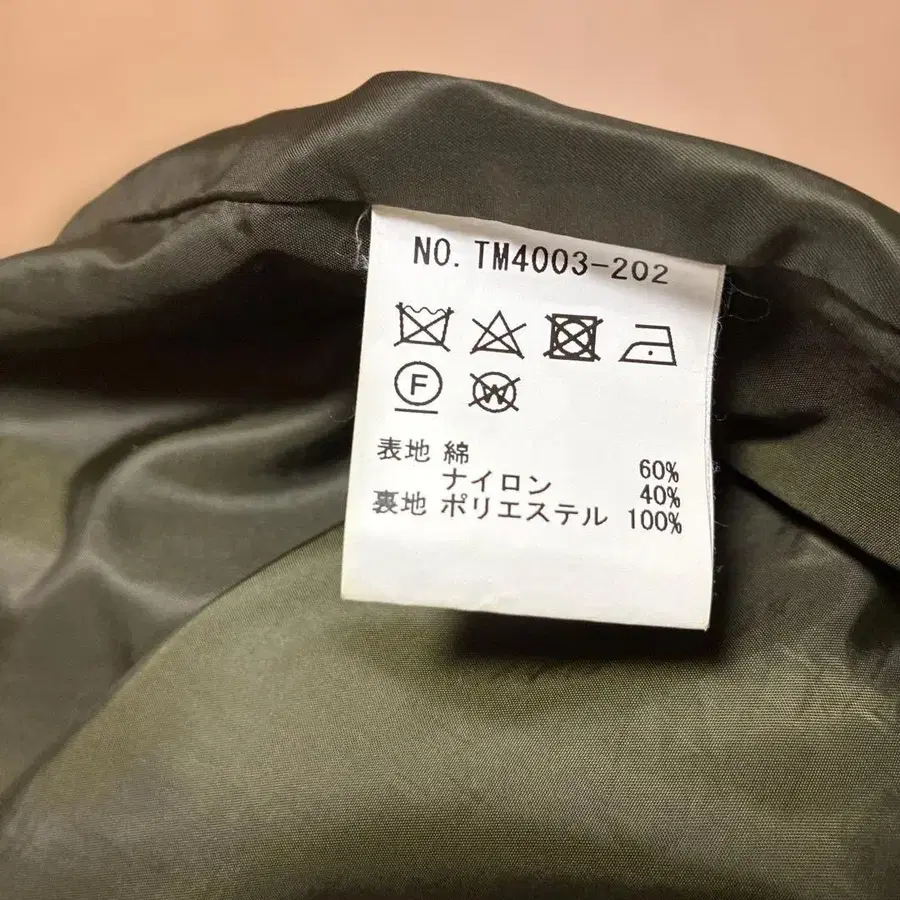 NO. TM4003-202
F W
表地 綿 60%
ナイロン 40%
裏地 ポリエステル 100%